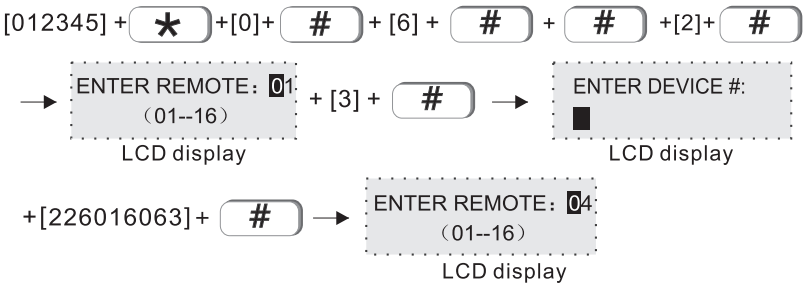 [012345] + * +[0]+ # + [6] + # + # +[2]+ #
ENTER REMOTE: 01
(01--16)
LCD display
+ [3] + #
ENTER DEVICE #:
LCD display
+[226016063]+ #
ENTER REMOTE: 04
(01--16)
LCD display